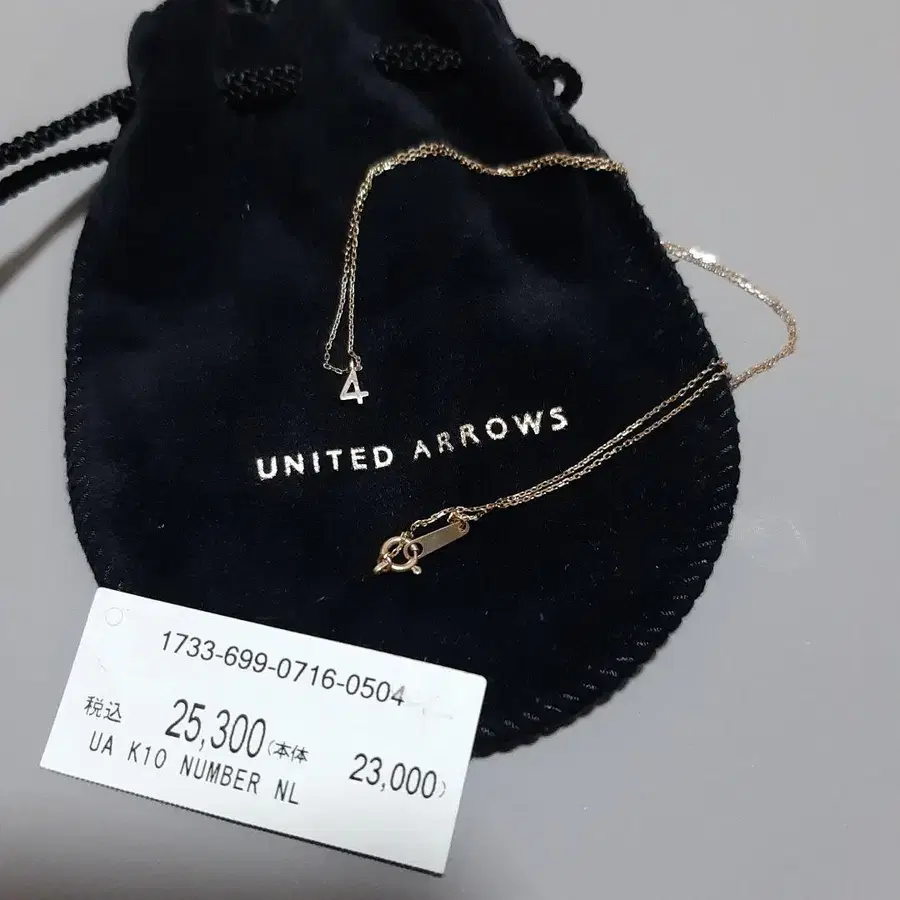 4
UNITED ARROWS
1733-699-0716-0504
税込 25,300(本体 23,000)
UA K10 NUMBER NL